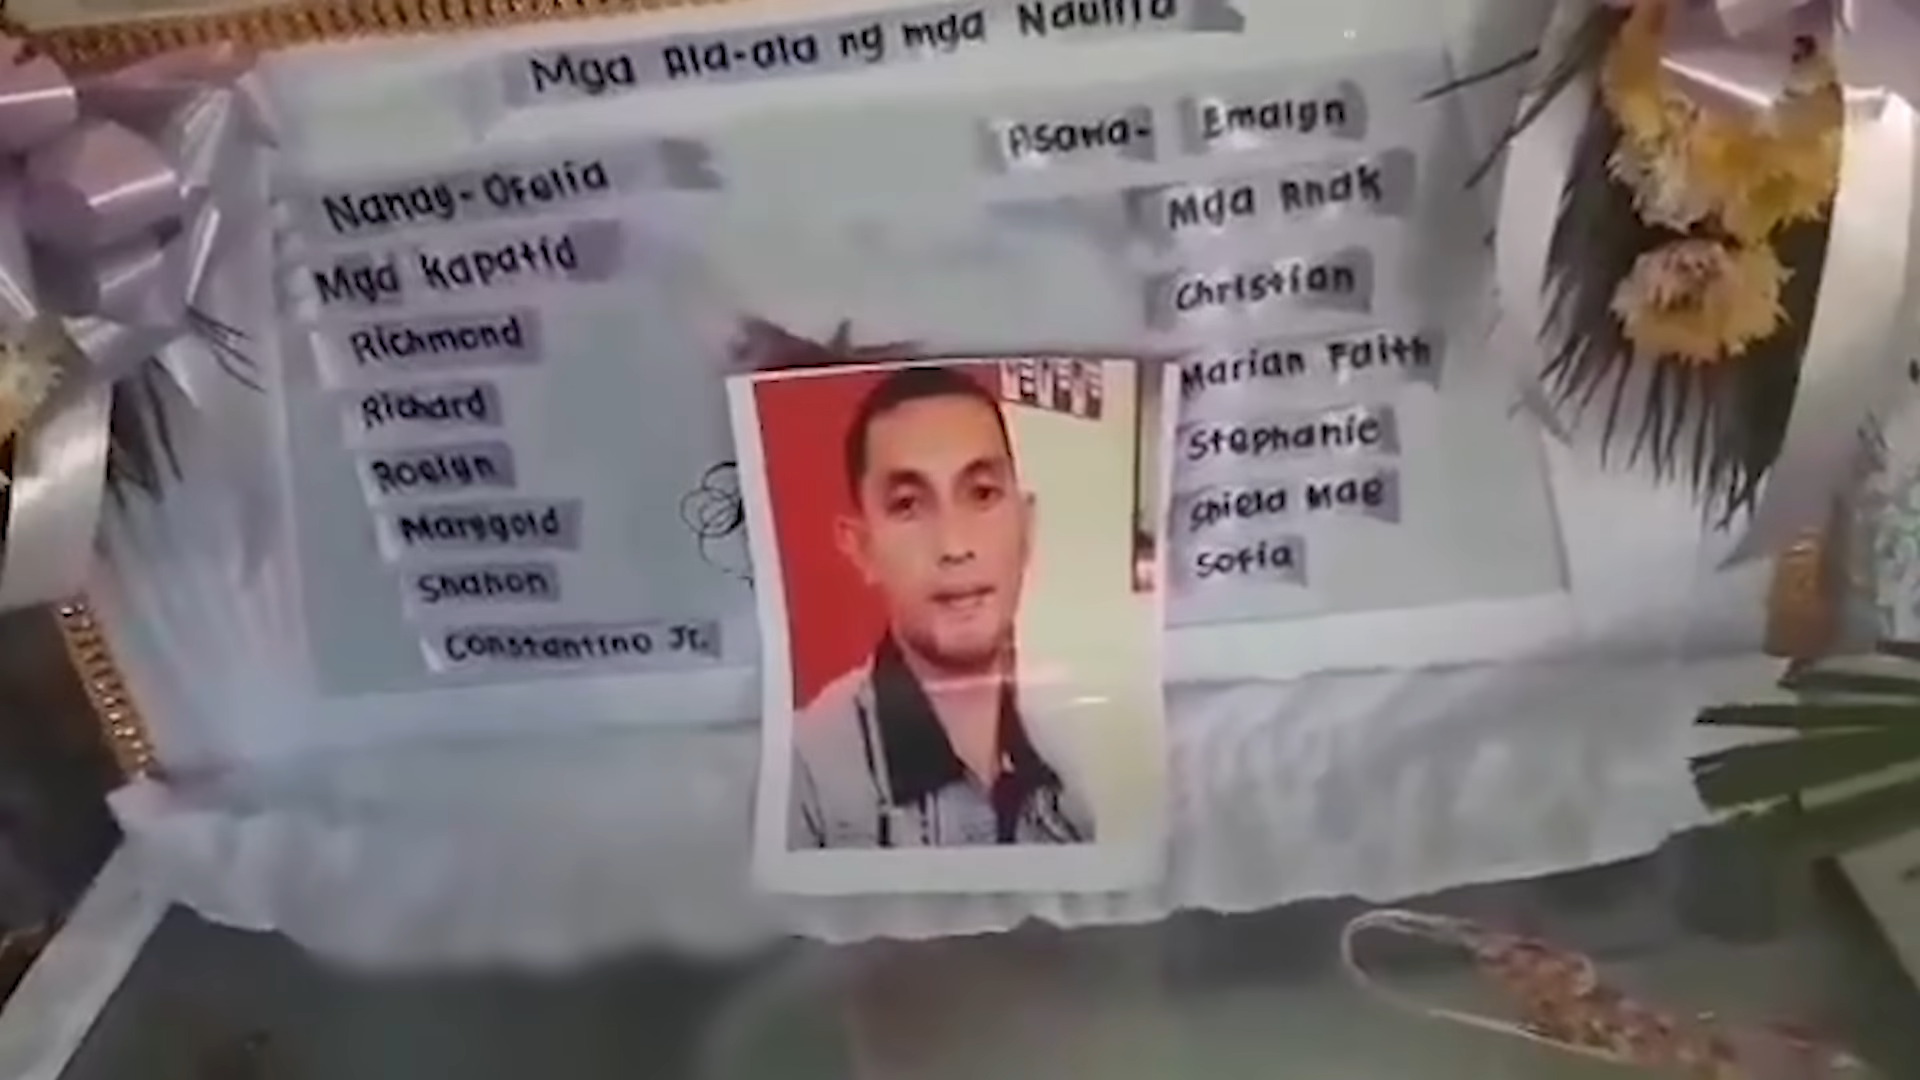 Mga Ala-ala ng mga Naulila
Nanay-Ofelia
Mga Kapatid
Richmond
Richard
Roelyn
Marygold
Shahon
Constantino Jr.
Asawa- Emalyn
Mga Anak
Christian
Marian Faith
Stephanie
Shiela Mae
Sofia